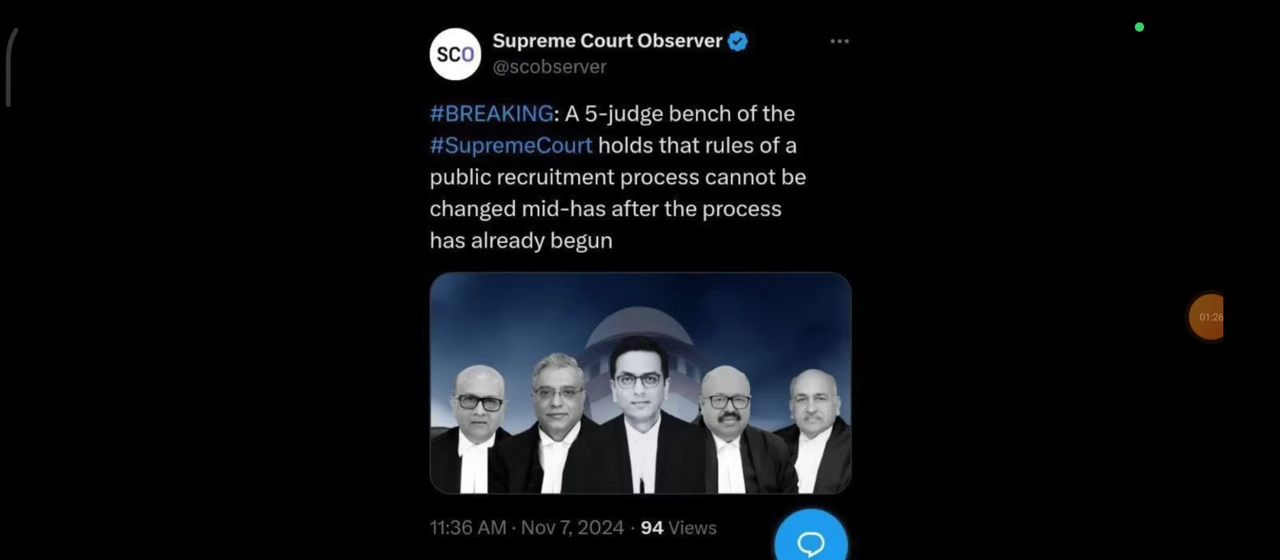 SCO
Supreme Court Observer
@scobserver
#BREAKING: A 5-judge bench of the
#SupremeCourt holds that rules of a
public recruitment process cannot be
changed mid-has after the process
has already begun
01:26
11:36 AM · Nov 7, 2024 · 94 Views